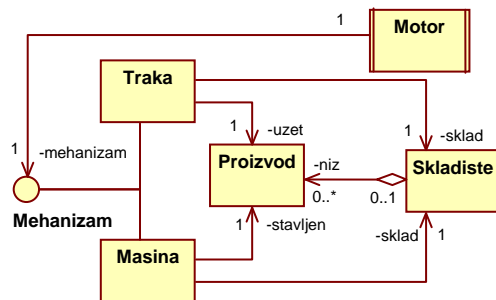 1
Motor
Traka
1
-uzet
1
-sklad
1
-mehanizam
Proizvod
-niz
Skladiste
0..*
0..1
Mehanizam
1
-stavljen
-sklad
1
Masina